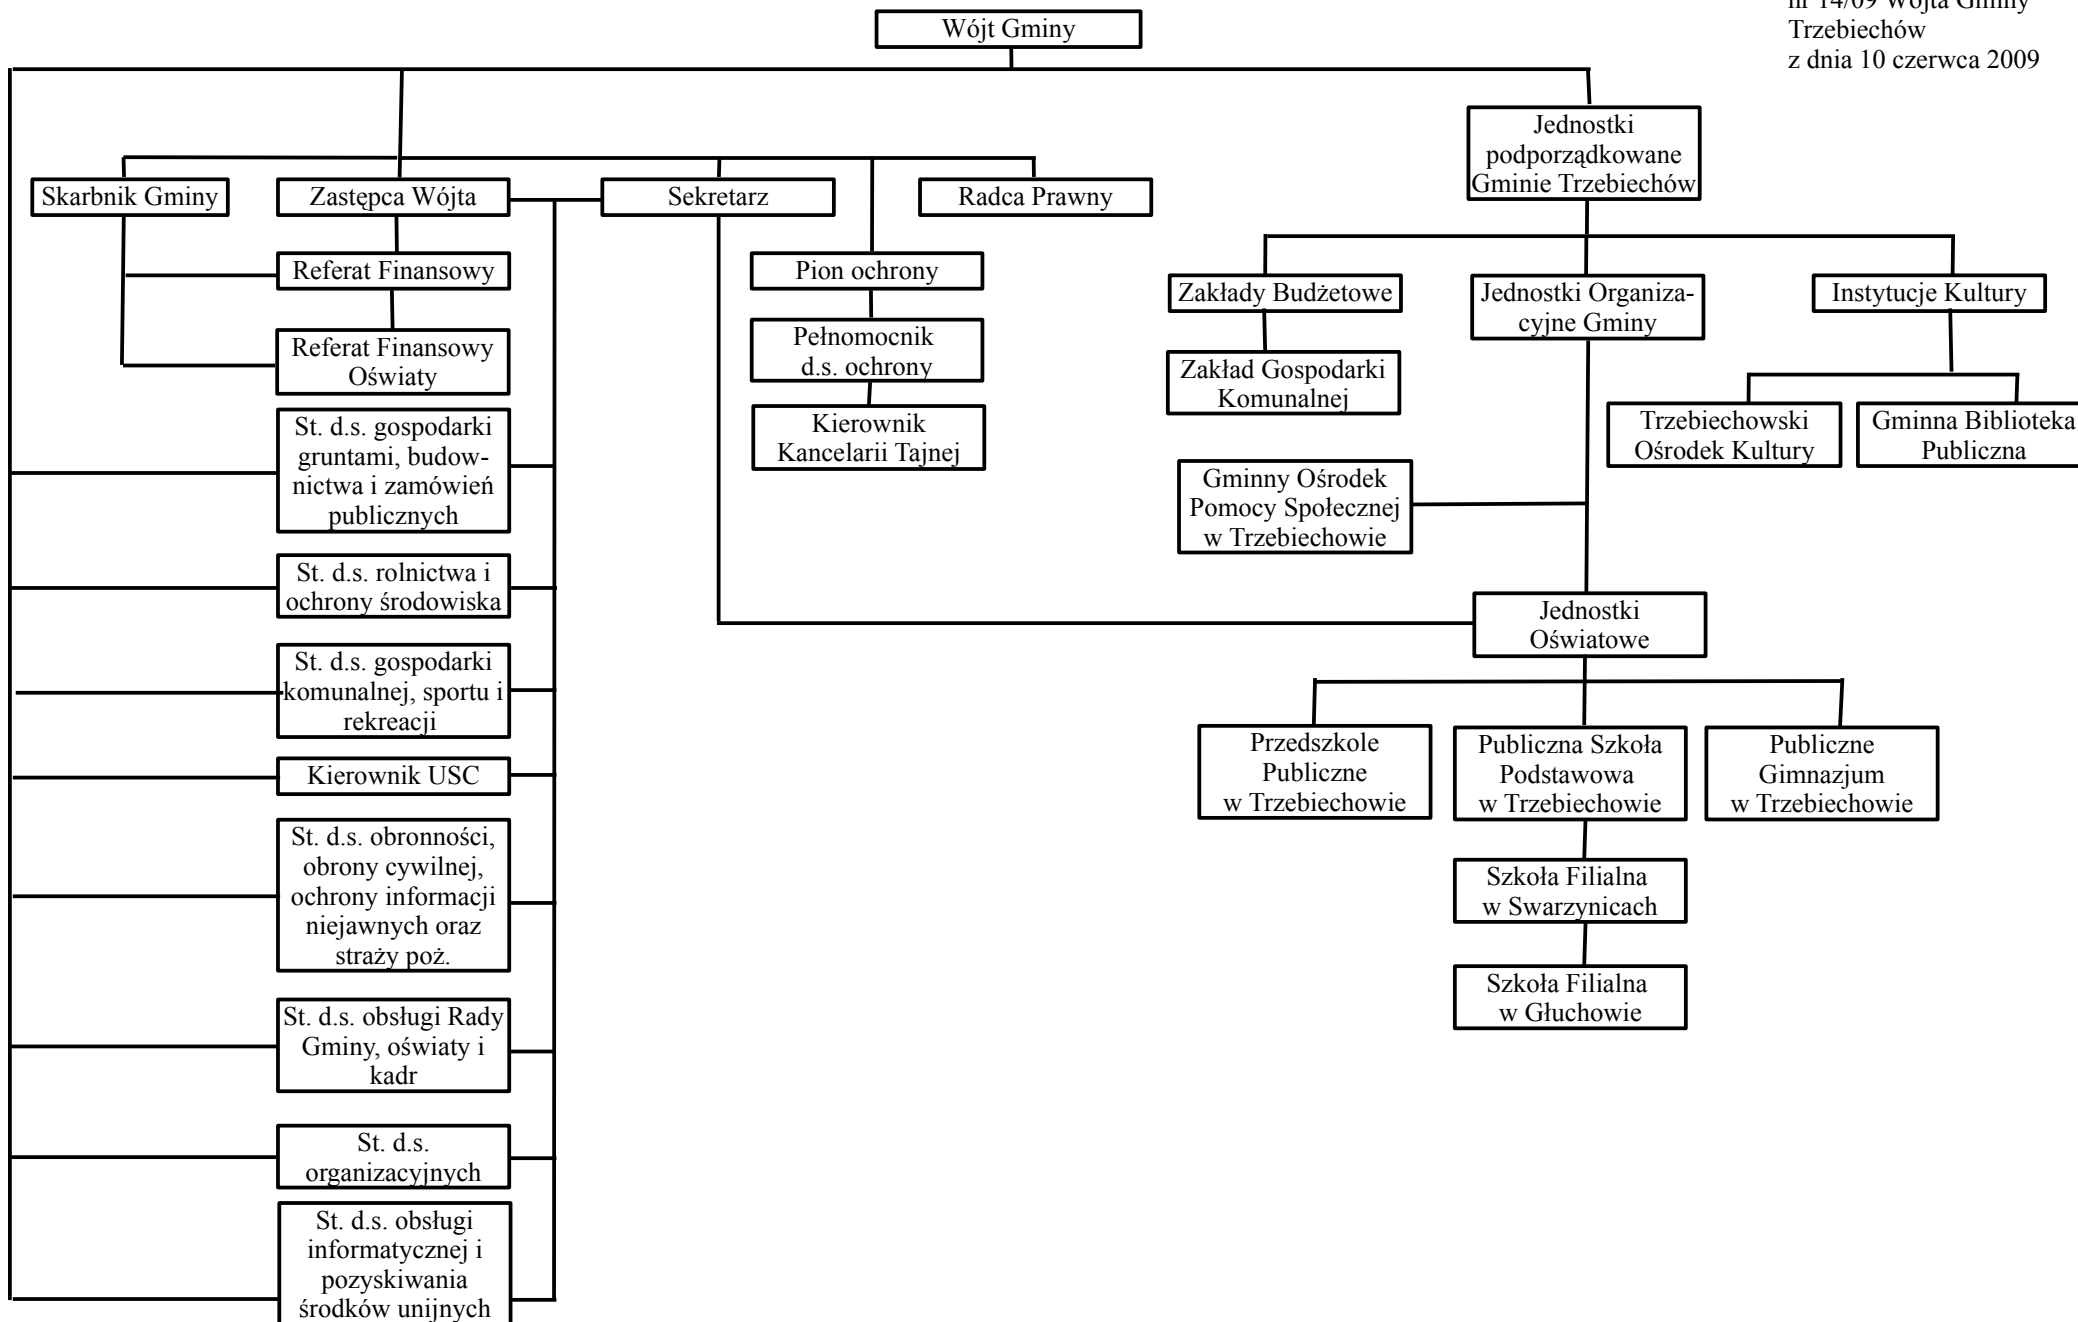 nr 14/09 Wójta Gminy
Trzebiechów
z dnia 10 czerwca 2009
Wójt Gminy
Jednostki
podporządkowane
Gminie Trzebiechów
Skarbnik Gminy
Zastępca Wójta
Sekretarz
Radca Prawny
Referat Finansowy
Pion ochrony
Zakłady Budżetowe
Jednostki Organiza-
cyjne Gminy
Instytucje Kultury
Referat Finansowy
Oświaty
Pełnomocnik
d.s. ochrony
Zakład Gospodarki
Komunalnej
Kierownik
Kancelarii Tajnej
Trzebiechowski
Ośrodek Kultury
Gminna Biblioteka
Publiczna
St. d.s. gospodarki
gruntami, budow-
nictwa i zamówień
publicznych
Gminny Ośrodek
Pomocy Społecznej
w Trzebiechowie
St. d.s. rolnictwa i
ochrony środowiska
Jednostki
Oświatowe
St. d.s. gospodarki
komunalnej, sportu i
rekreacji
Przedszkole
Publiczne
w Trzebiechowie
Publiczna Szkoła
Podstawowa
w Trzebiechowie
Publiczne
Gimnazjum
w Trzebiechowie
Kierownik USC
St. d.s. obronności,
obrony cywilnej,
ochrony informacji
niejawnych oraz
straży poż.
Szkoła Filialna
w Swarzynicach
Szkoła Filialna
w Głuchowie
St. d.s. obsługi Rady
Gminy, oświaty i
kadr
St. d.s.
organizacyjnych
St. d.s. obsługi
informatycznej i
pozyskiwania
środków unijnych